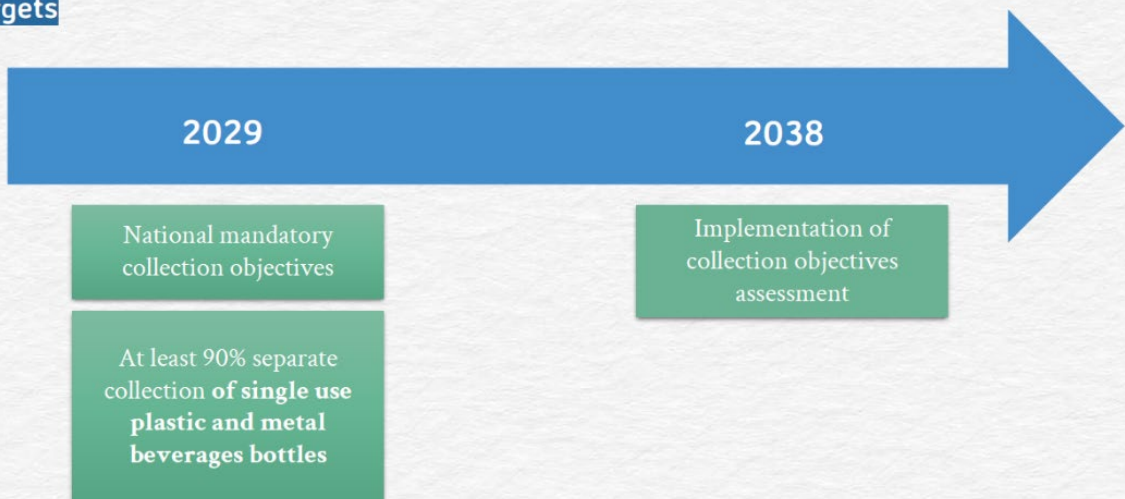 2029
2038
National mandatory
collection objectives
Implementation of
collection objectives
assessment
At least 90% separate
collection of single use
plastic and metal
beverages bottles